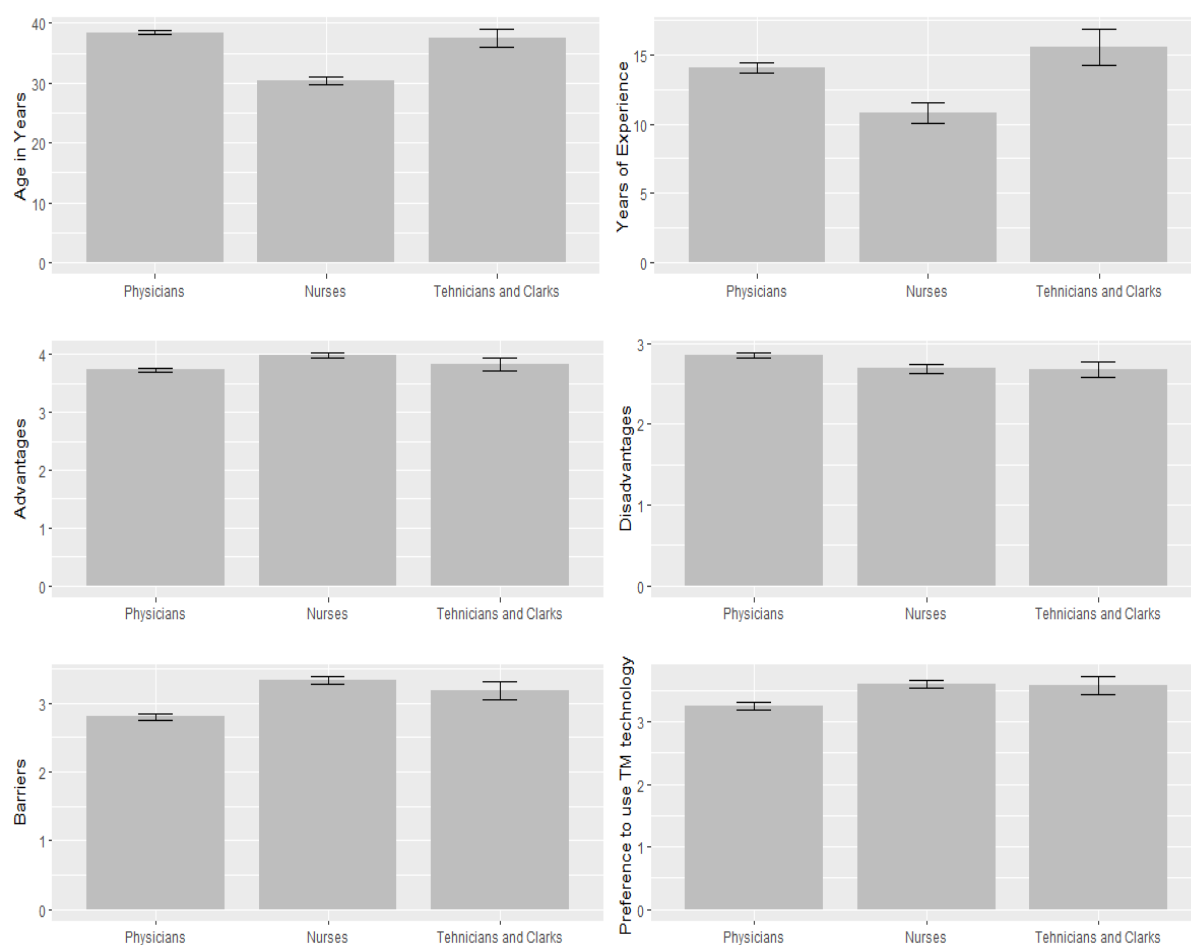 Age in Years
40
30
20
10
0
Physicians Nurses Tehnicians and Clarks
Years of Experience
15
10
5
0
Physicians Nurses Tehnicians and Clarks
Advantages
4
3
2
1
0
Physicians Nurses Tehnicians and Clarks
Disadvantages
3
2
1
0
Physicians Nurses Tehnicians and Clarks
Barriers
3
2
1
0
Physicians Nurses Tehnicians and Clarks
Preference to use TM technology
3
2
1
0
Physicians Nurses Tehnicians and Clarks